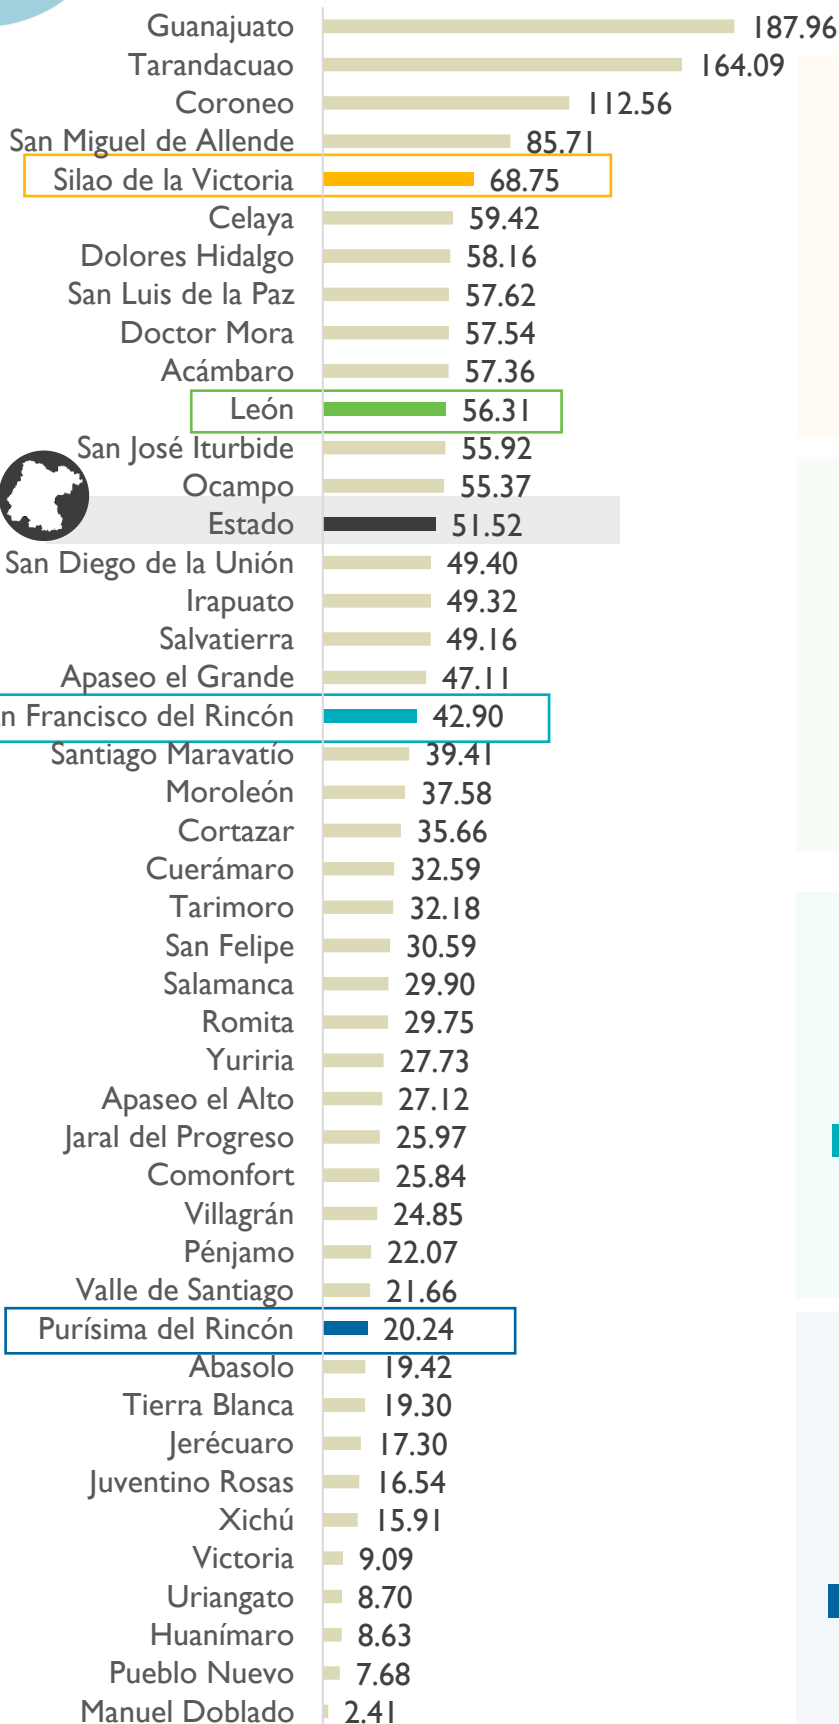 Guanajuato 187.96
Tarandacuao 164.09
Coroneo 112.56
San Miguel de Allende 85.71
Silao de la Victoria 68.75
Celaya 59.42
Dolores Hidalgo 58.16
San Luis de la Paz 57.62
Doctor Mora 57.54
Acámbaro 57.36
León 56.31
San José Iturbide 55.92
Ocampo 55.37
Estado 51.52
San Diego de la Unión 49.40
Irapuato 49.32
Salvatierra 49.16
Apaseo el Grande 47.11
n Francisco del Rincón 42.90
Santiago Maravatío 39.41
Moroleón 37.58
Cortazar 35.66
Cuerámaro 32.59
Tarimoro 32.18
San Felipe 30.59
Salamanca 29.90
Romita 29.75
Yuriria 27.73
Apaseo el Alto 27.12
Jaral del Progreso 25.97
Comonfort 25.84
Villagrán 24.85
Pénjamo 22.07
Valle de Santiago 21.66
Purísima del Rincón 20.24
Abasolo 19.42
Tierra Blanca 19.30
Jerécuaro 17.30
Juventino Rosas 16.54
Xichú 15.91
Victoria 9.09
Uriangato 8.70
Huanímaro 8.63
Pueblo Nuevo 7.68
Manuel Doblado 2.41